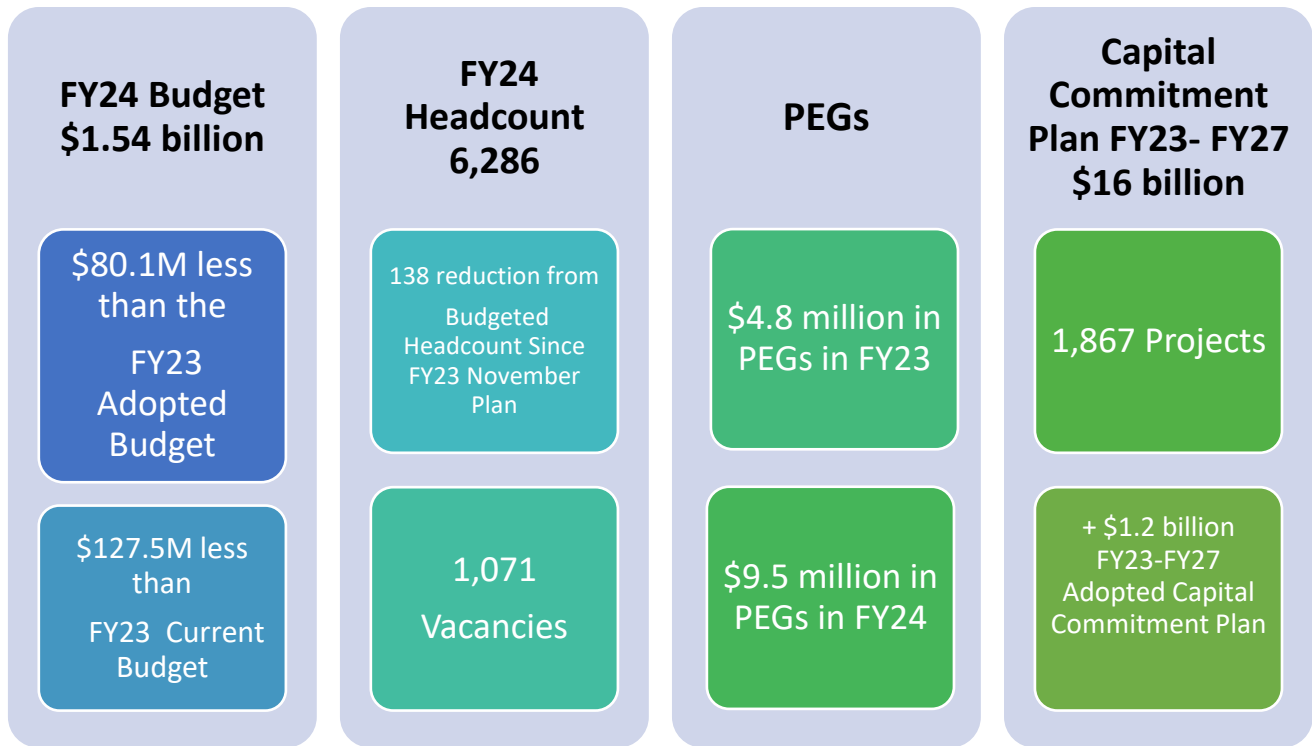 FY24 Budget
$1.54 billion
$80.1M less
than the
FY23
Adopted
Budget
$127.5M less
than
FY23 Current
Budget
FY24
Headcount
6,286
138 reduction from
Budgeted
Headcount Since
FY23 November
Plan
1,071
Vacancies
PEGs
$4.8 million in
PEGs in FY23
$9.5 million in
PEGs in FY24
Capital
Commitment
Plan FY23- FY27
$16 billion
1,867 Projects
+ $1.2 billion
FY23-FY27
Adopted Capital
Commitment Plan